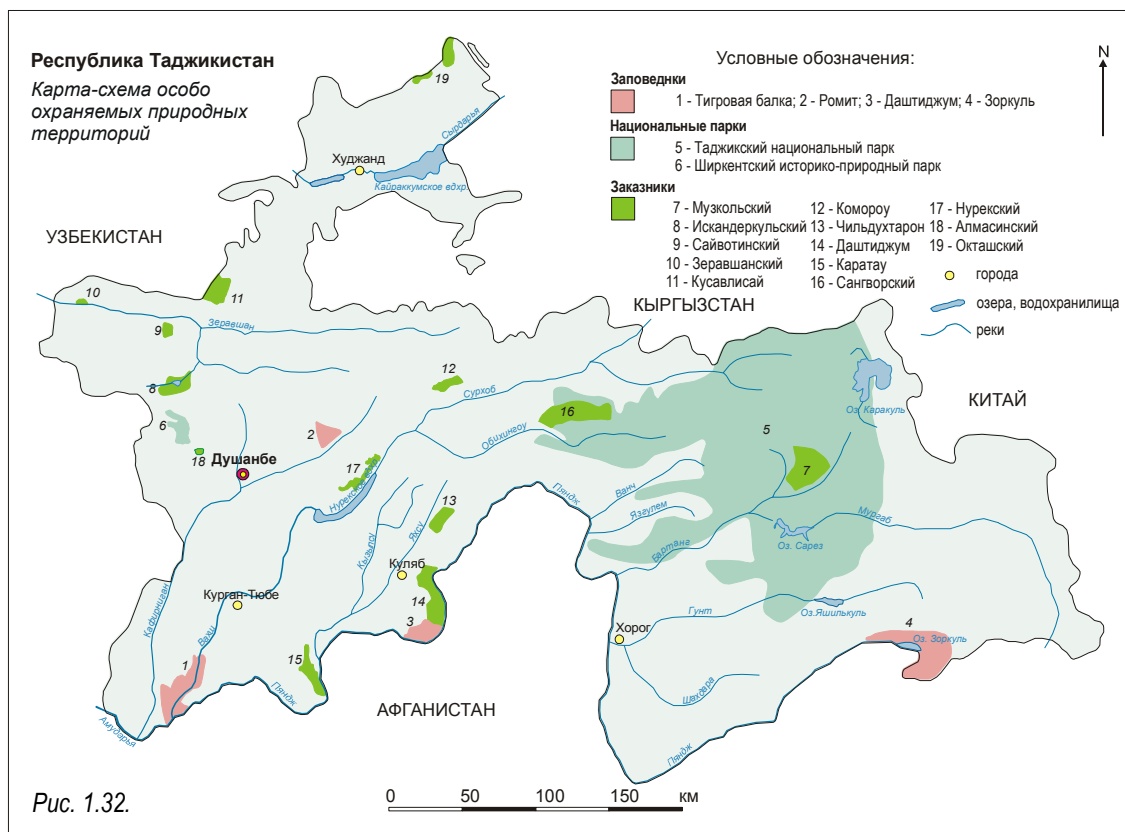 Республика Таджикистан
Карта-схема особо
охраняемых природных
территорий
Условные обозначения:
Заповеднки
1 - Тигровая балка; 2 - Ромит; 3 - Даштиджум; 4 - Зоркуль
Национальные парки
5 - Таджикский национальный парк
6 - Ширкентский историко-природный парк
Заказники
7 - Музкольский
8 - Искандеркульский
9 - Сайвотинский
10 - Зеравшанский
11 - Кусавлисай
12 - Комороу
13 - Чильдухтарон
14 - Даштиджум
15 - Каратау
16 - Сангворский
17 - Нурекский
18 - Алмасинский
19 - Окташский
города
озера, водохранилища
реки
N
19
Сырдарья
Худжанд
Кайраккумское вдхр.
УЗБЕКИСТАН
КЫРГЫЗСТАН
КИТАЙ
АФГАНИСТАН
10
11
Зеравшан
9
8
12
Сурхоб
16
Обихингоу
5
Оз. Каракуль
6
2
18
Душанбе
17
Нурекское вдхр.
7
13
Пяндж
Ванч
Язгулем
Бартанг
Мургаб
Оз. Сарез
Кызылсу
Яхсу
Куляб
Курган-Тюбе
Кафирниган
Вахш
14
3
Гунт
Оз.Яшилькуль
Хорог
4
Оз. Зоркуль
1
15
Пяндж
Шахдара
Амударья
Пяндж
Рис. 1.32.
0 50 100 150 км